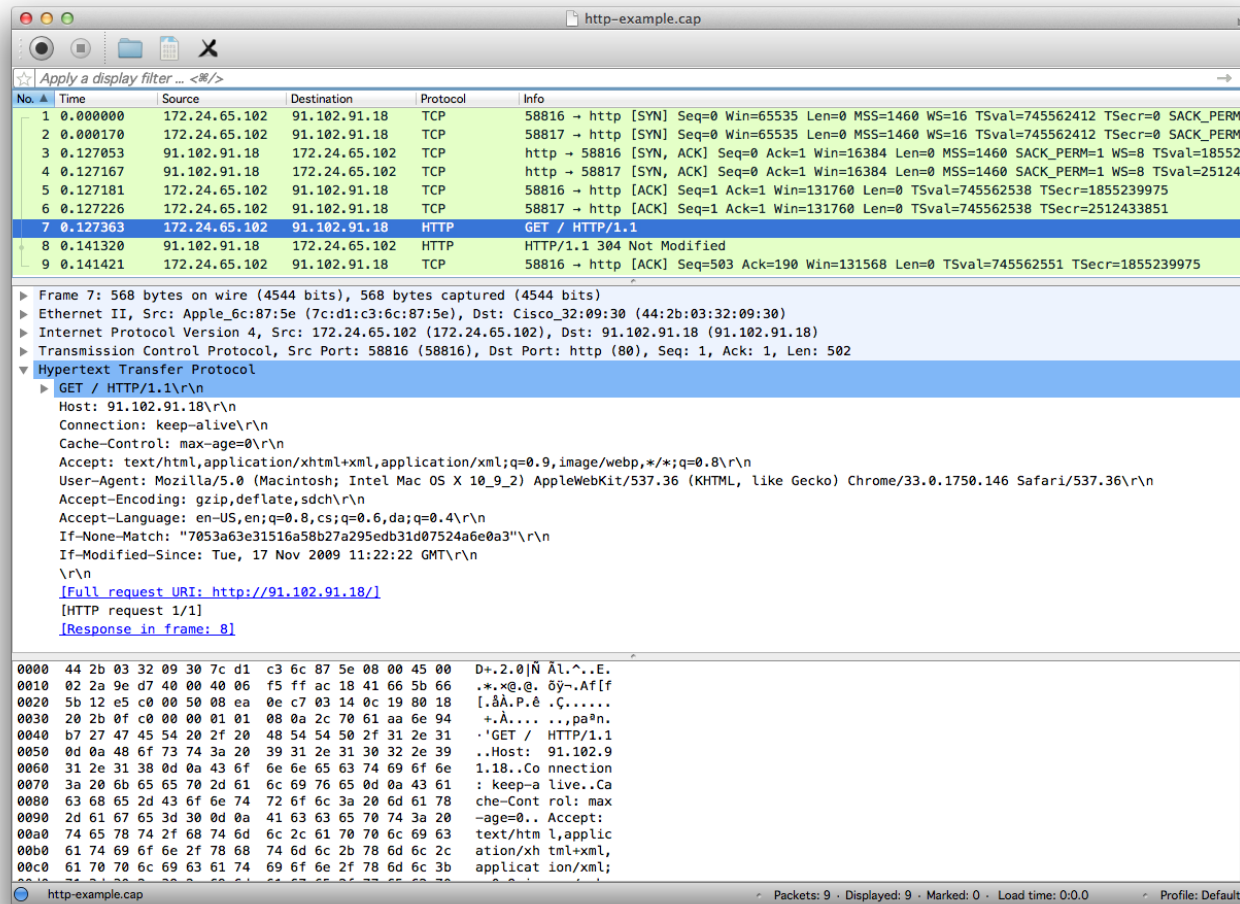 http-example.cap
Apply a display filter ... <⌘/>
No. Time Source Destination Protocol Info
1 0.000000 172.24.65.102 91.102.91.18 TCP 58816 → http [SYN] Seq=0 Win=65535 Len=0 MSS=1460 WS=16 TSval=745562412 TSecr=0 SACK_PERM
2 0.000170 172.24.65.102 91.102.91.18 TCP 58817 → http [SYN] Seq=0 Win=65535 Len=0 MSS=1460 WS=16 TSval=745562412 TSecr=0 SACK_PERM
3 0.127053 91.102.91.18 172.24.65.102 TCP http → 58816 [SYN, ACK] Seq=0 Ack=1 Win=16384 Len=0 MSS=1460 SACK_PERM=1 WS=8 TSval=18552
4 0.127167 91.102.91.18 172.24.65.102 TCP http → 58817 [SYN, ACK] Seq=0 Ack=1 Win=16384 Len=0 MSS=1460 SACK_PERM=1 WS=8 TSval=25124
5 0.127181 172.24.65.102 91.102.91.18 TCP 58816 → http [ACK] Seq=1 Ack=1 Win=131760 Len=0 TSval=745562538 TSecr=1855239975
6 0.127226 172.24.65.102 91.102.91.18 TCP 58817 → http [ACK] Seq=1 Ack=1 Win=131760 Len=0 TSval=745562538 TSecr=2512433851
7 0.127363 172.24.65.102 91.102.91.18 HTTP GET / HTTP/1.1
8 0.141320 91.102.91.18 172.24.65.102 HTTP HTTP/1.1 304 Not Modified
9 0.141421 172.24.65.102 91.102.91.18 TCP 58816 → http [ACK] Seq=503 Ack=190 Win=131568 Len=0 TSval=745562551 TSecr=1855239975
Frame 7: 568 bytes on wire (4544 bits), 568 bytes captured (4544 bits)
Ethernet II, Src: Apple_6c:87:5e (7c:d1:c3:6c:87:5e), Dst: Cisco_32:09:30 (44:2b:03:32:09:30)
Internet Protocol Version 4, Src: 172.24.65.102 (172.24.65.102), Dst: 91.102.91.18 (91.102.91.18)
Transmission Control Protocol, Src Port: 58816 (58816), Dst Port: http (80), Seq: 1, Ack: 1, Len: 502
Hypertext Transfer Protocol
GET / HTTP/1.1\r\n
Host: 91.102.91.18\r\n
Connection: keep-alive\r\n
Cache-Control: max-age=0\r\n
Accept: text/html,application/xhtml+xml,application/xml;q=0.9,image/webp,*/*;q=0.8\r\n
User-Agent: Mozilla/5.0 (Macintosh; Intel Mac OS X 10_9_2) AppleWebKit/537.36 (KHTML, like Gecko) Chrome/33.0.1750.146 Safari/537.36\r\n
Accept-Encoding: gzip,deflate,sdch\r\n
Accept-Language: en-US,en;q=0.8,cs;q=0.6,da;q=0.4\r\n
If-None-Match: "7053a63e31516a58b27a295edb31d07524a6e0a3"\r\n
If-Modified-Since: Tue, 17 Nov 2009 11:22:22 GMT\r\n
\r\n
[Full request URI: http://91.102.91.18/]
[HTTP request 1/1]
[Response in frame: 8]
0000 44 2b 03 32 09 30 7c d1 c3 6c 87 5e 08 00 45 00 D+.2.0|Ñ Ãl.^..E.
0010 02 2a 9e d7 40 00 40 06 f5 ff ac 18 41 66 5b 66 .*.×@.@. õÿ¬.Af[f
0020 5b 12 e5 c0 00 50 08 ea 0e c7 03 14 0c 19 80 18 [.åÀ.P.ê .Ç......
0030 20 2b 0f c0 00 00 01 01 08 0a 2c 70 61 aa 6e 94 +.À.... ..,paªn.
0040 b7 27 47 45 54 20 2f 20 48 54 54 50 2f 31 2e 31 ·'GET / HTTP/1.1
0050 0d 0a 48 6f 73 74 3a 20 39 31 2e 31 30 32 2e 39 ..Host: 91.102.9
0060 31 2e 31 38 0d 0a 43 6f 6e 6e 65 63 74 69 6f 6e 1.18..Co nnection
0070 3a 20 6b 65 65 70 2d 61 6c 69 76 65 0d 0a 43 61 : keep-a live..Ca
0080 63 68 65 2d 43 6f 6e 74 72 6f 6c 3a 20 6d 61 78 che-Cont rol: max
0090 2d 61 67 65 3d 30 0d 0a 41 63 63 65 70 74 3a 20 -age=0.. Accept:
00a0 74 65 78 74 2f 68 74 6d 6c 2c 61 70 70 6c 69 63 text/htm l,applic
00b0 61 74 69 6f 6e 2f 78 68 74 6d 6c 2b 78 6d 6c 2c ation/xh tml+xml,
00c0 61 70 70 6c 69 63 61 74 69 6f 6e 2f 78 6d 6c 3b applicat ion/xml;
http-example.cap Packets: 9 · Displayed: 9 · Marked: 0 · Load time: 0:0.0 Profile: Default